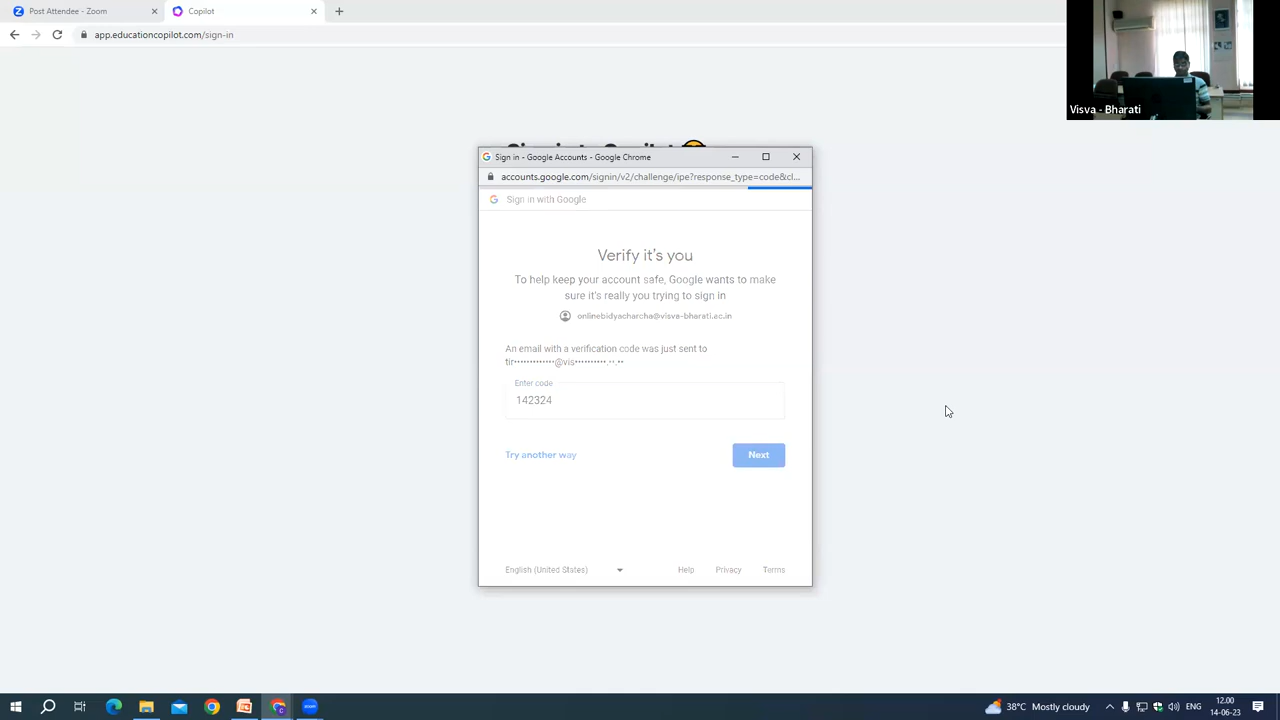 Post Attendee - Zoom
Copilot
app.educationcopilot.com/sign-in
Visva - Bharati
Sign in - Google Accounts - Google Chrome
accounts.google.com/signin/v2/challenge/ipe?response_type=code&cl...
Sign in with Google
Verify it's you
To help keep your account safe, Google wants to make
sure it's really you trying to sign in
onlinebidyacharcha@visva-bharati.ac.in
An email with a verification code was just sent to
tir•••••••••••••@vis•••••••••.••.••
Enter code
142324
Try another way
Next
English (United States)
Help
Privacy
Terms
38°C Mostly cloudy
ENG
12.00
14-06-23